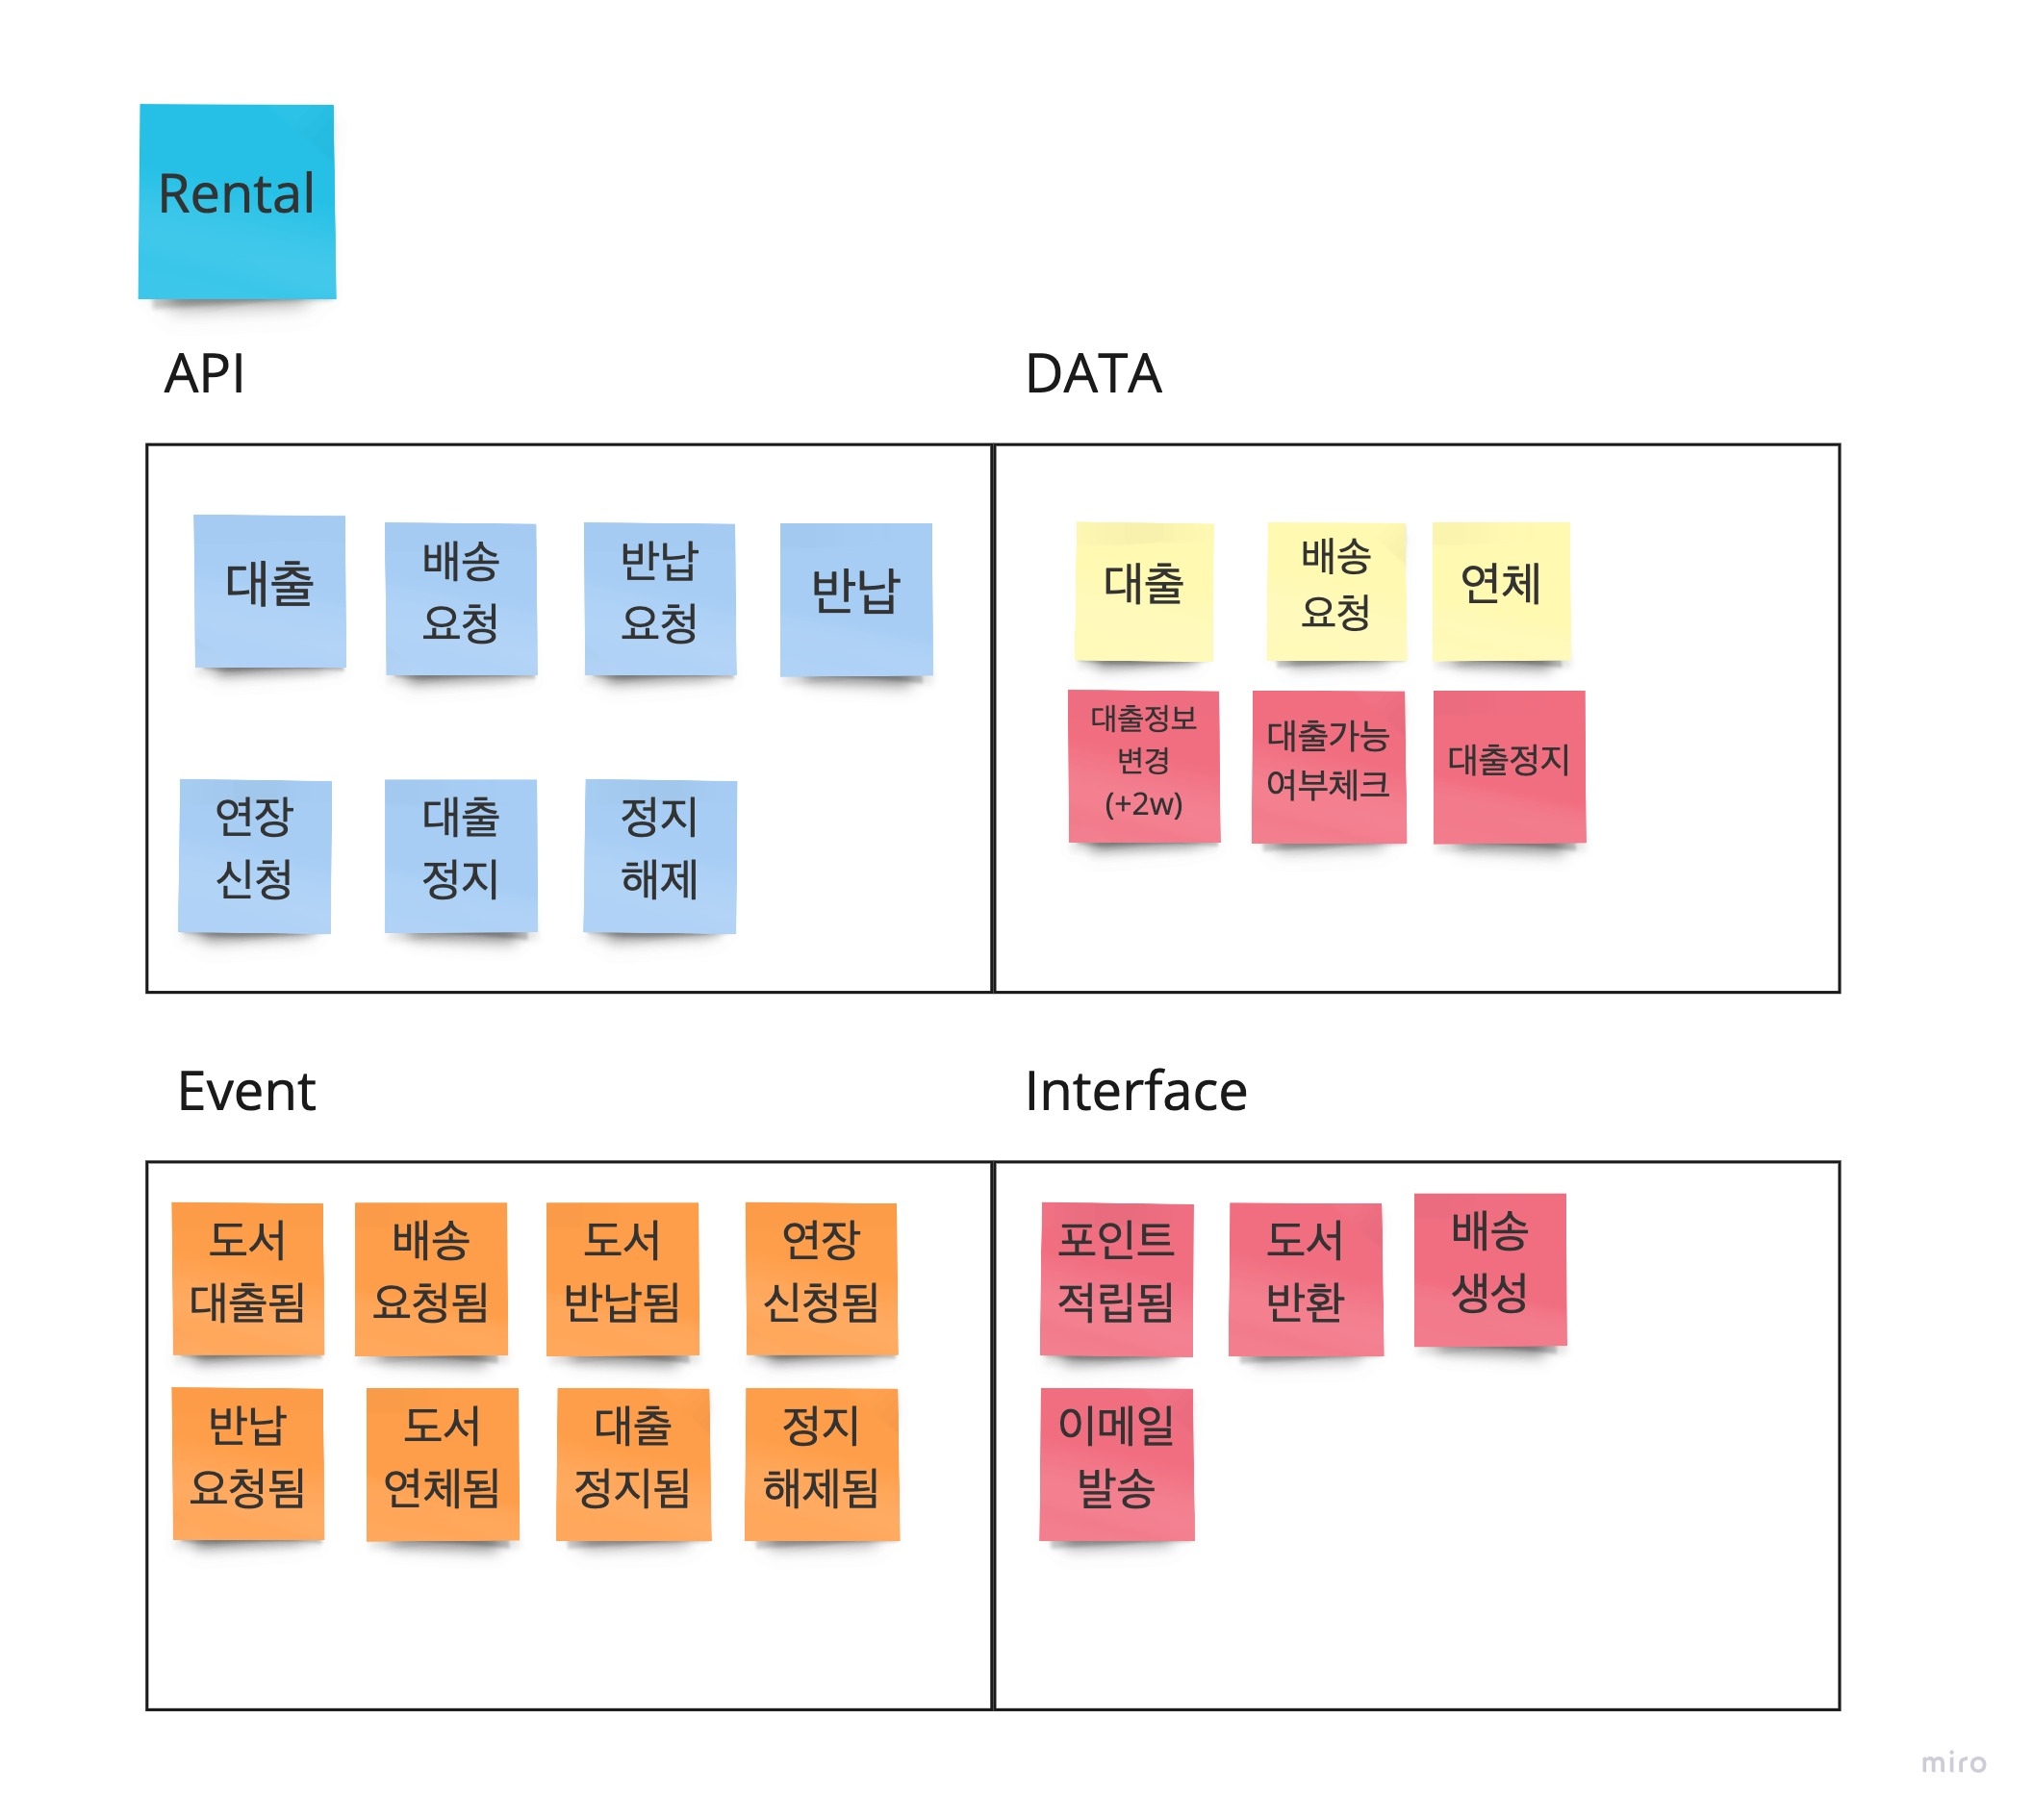 Rental
API
대출
배송
요청
반납
요청
반납
연장
신청
대출
정지
정지
해제
DATA
대출
배송
요청
연체
대출정보
변경
(+2w)
대출가능
여부체크
대출정지
Event
도서
대출됨
배송
요청됨
도서
반납됨
연장
신청됨
반납
요청됨
도서
연체됨
대출
정지됨
정지
해제됨
Interface
포인트
적립됨
도서
반환
배송
생성
이메일
발송
miro